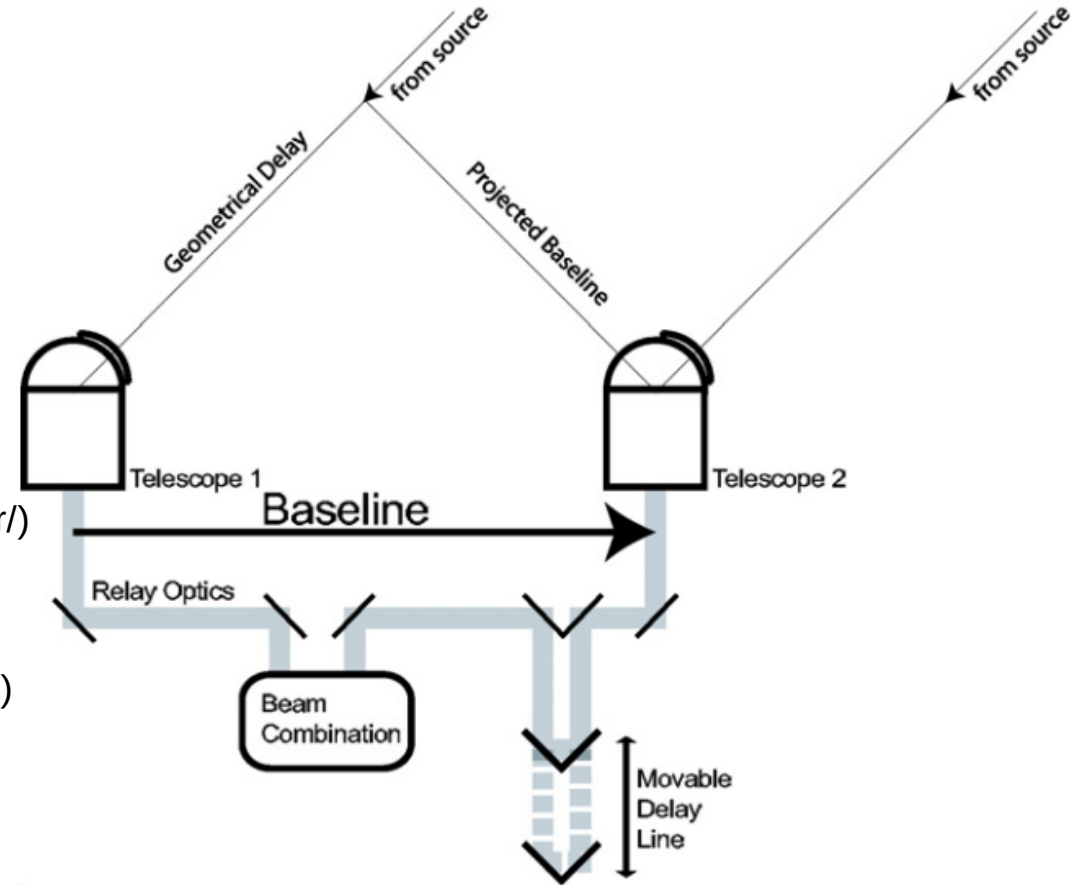 from source
from source
Geometrical Delay
Projected Baseline
Telescope 1
Telescope 2
r/)
Baseline
Relay Optics
)
Beam
Combination
Movable
Delay
Line